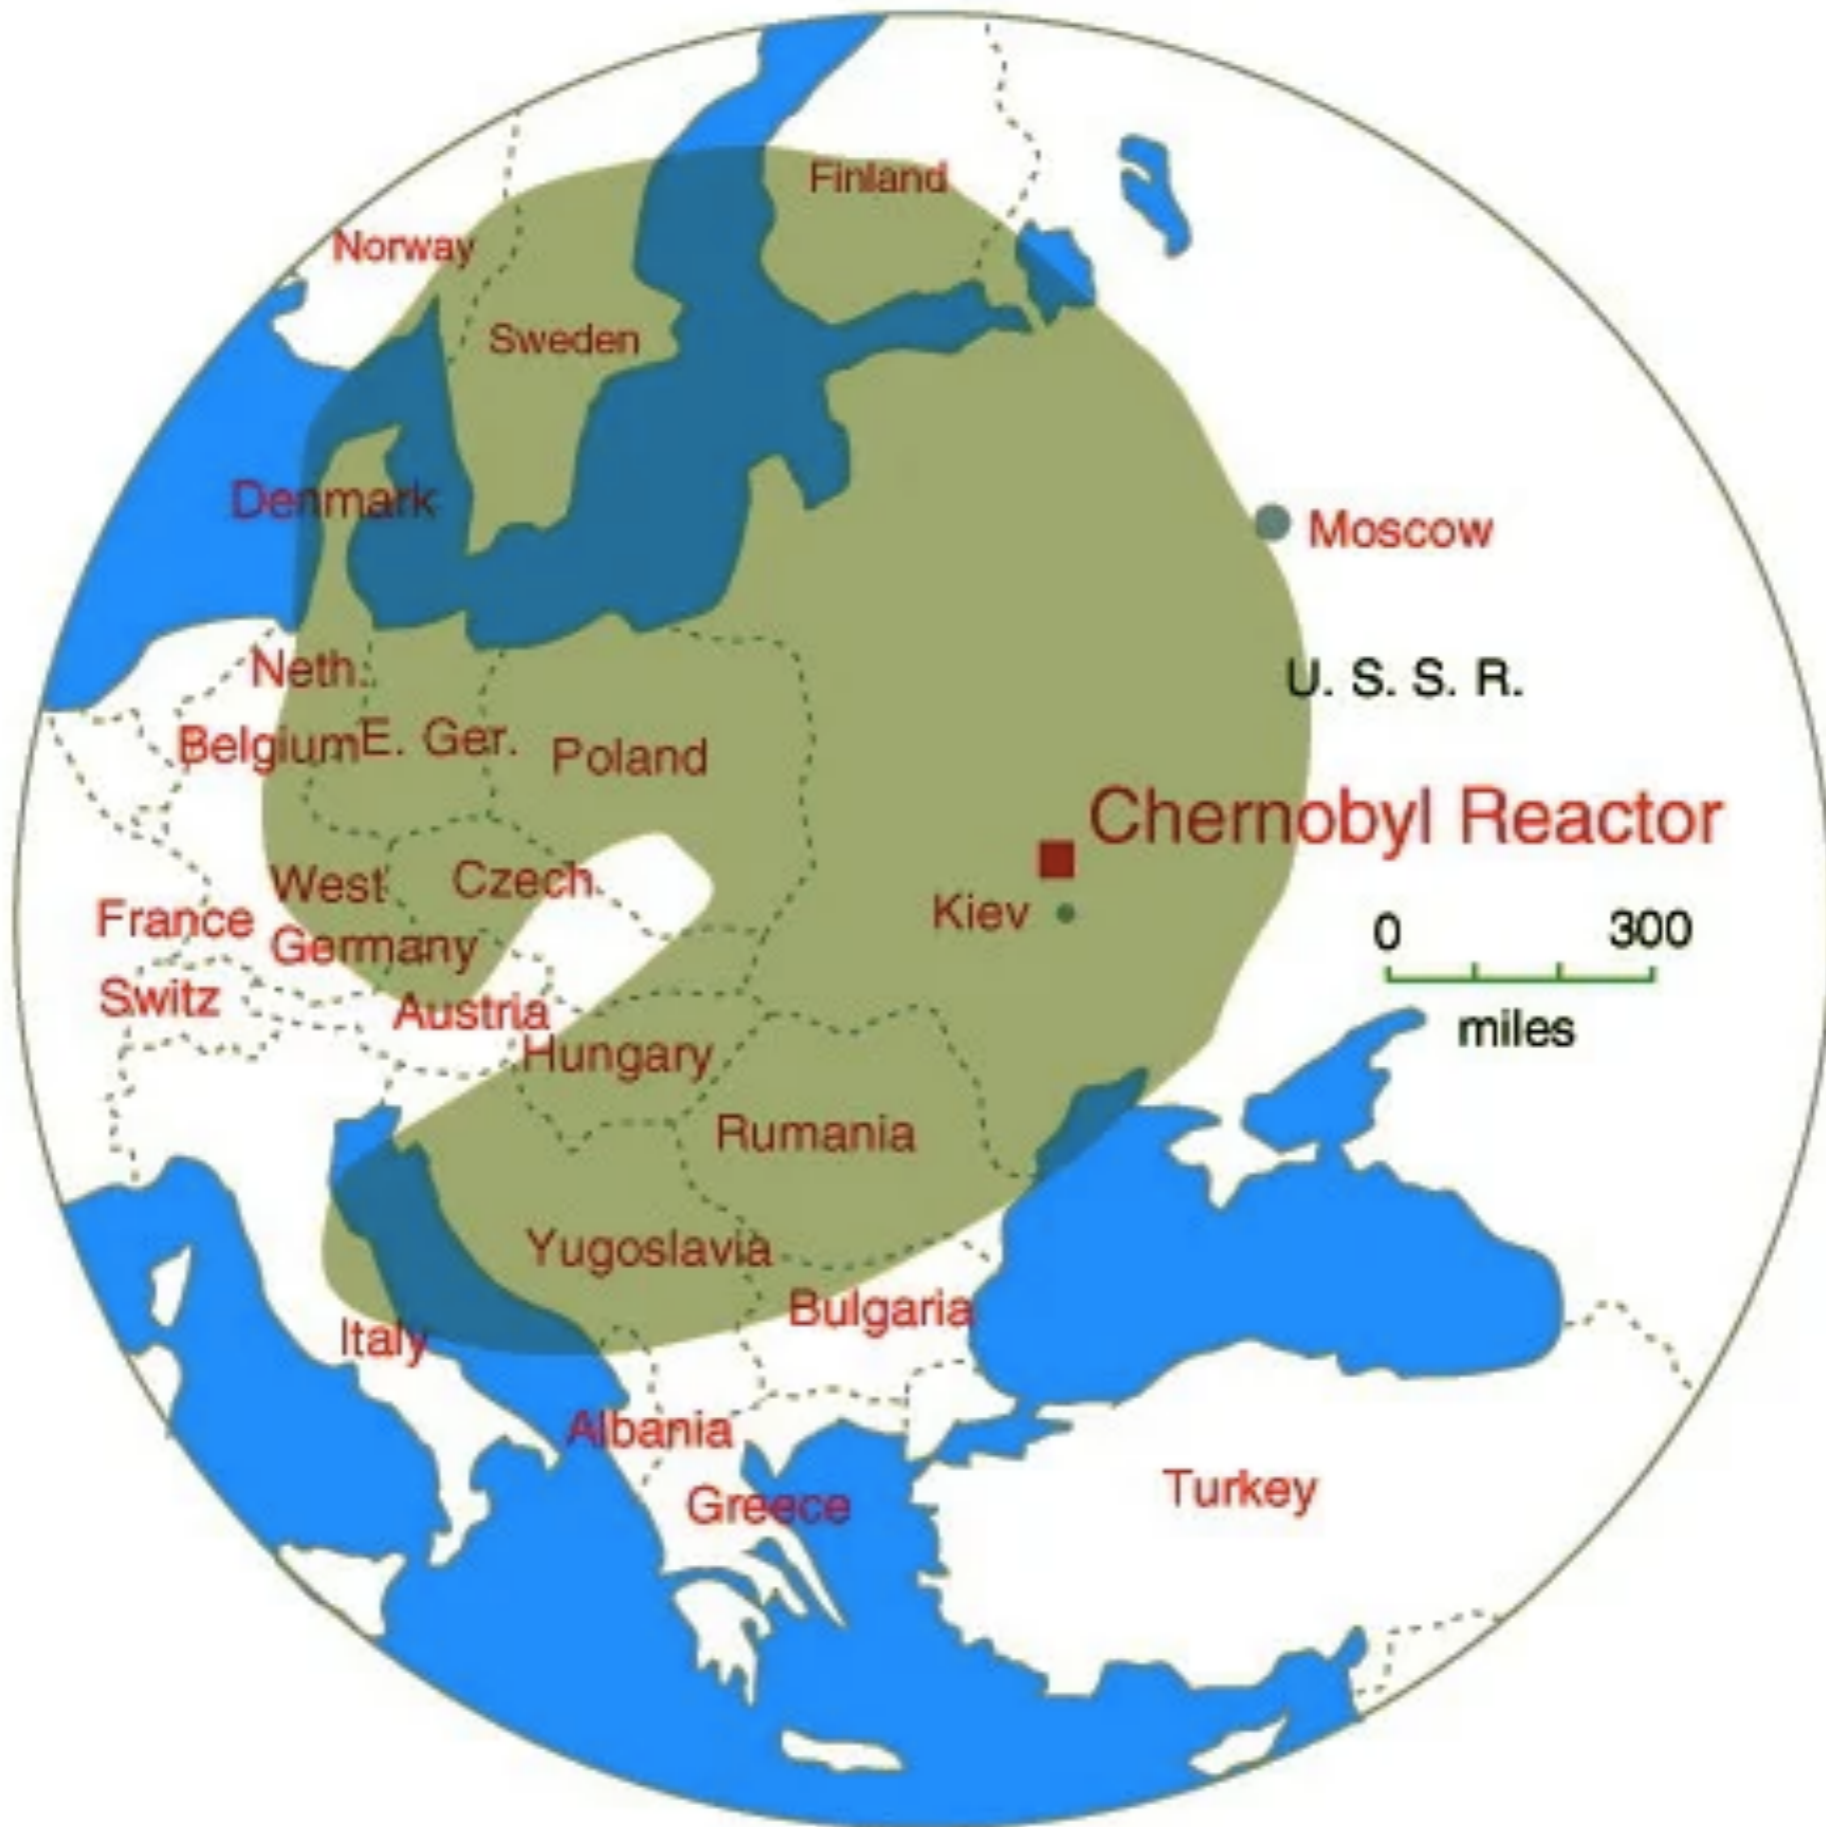 Finland
Norway
Sweden
Denmark
Moscow
Neth.
U. S. S. R.
Belgium
E. Ger.
Poland
Chernobyl Reactor
West
Germany
Czech.
Kiev
France
0 300
miles
Switz
Austria
Hungary
Rumania
Yugoslavia
Bulgaria
Italy
Albania
Greece
Turkey